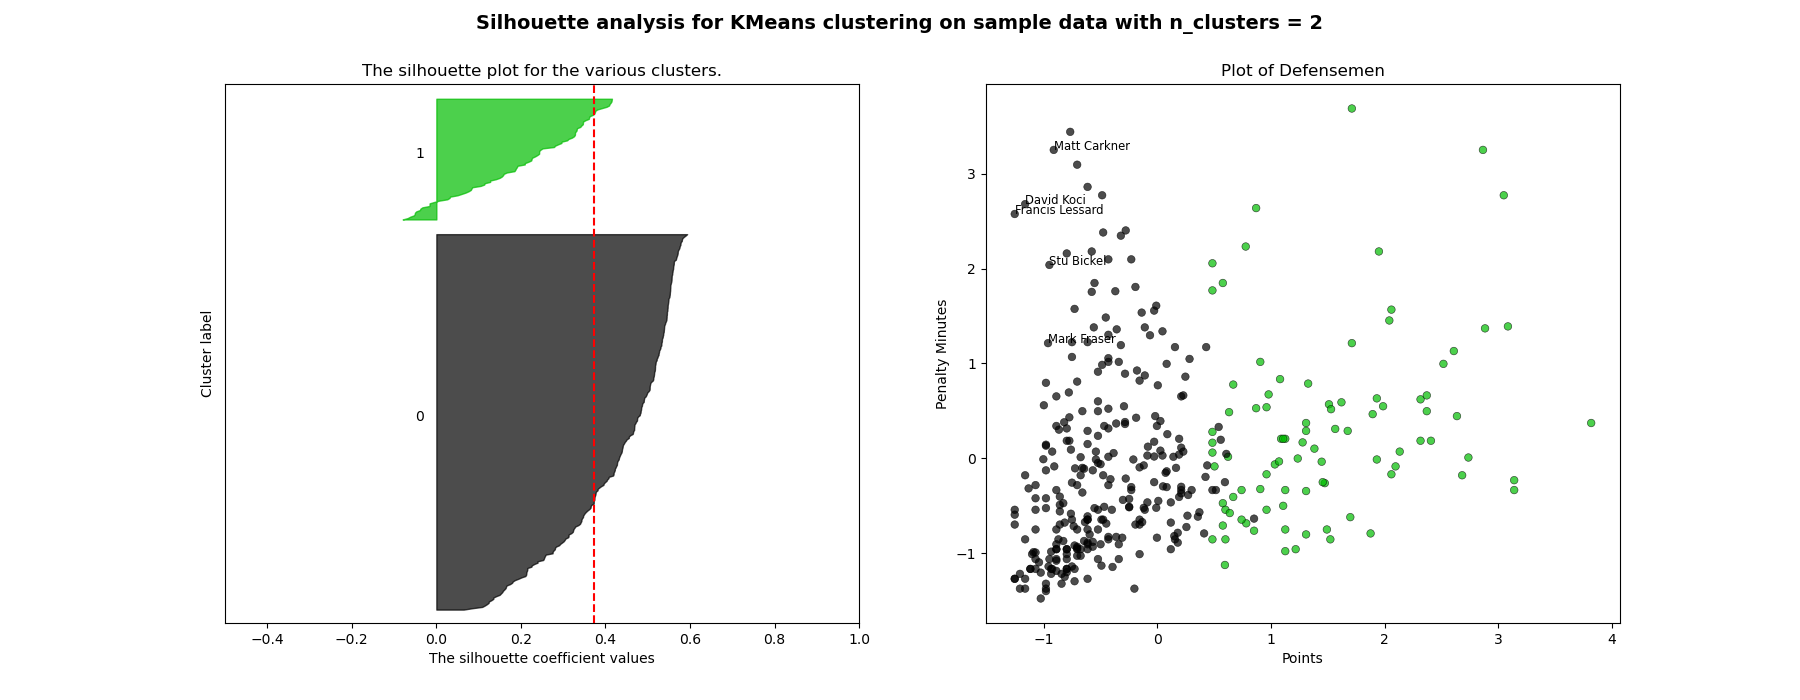 Silhouette analysis for KMeans clustering on sample data with n_clusters = 2
The silhouette plot for the various clusters.
1
0
Cluster label
−0.4 −0.2 0.0 0.2 0.4 0.6 0.8 1.0
The silhouette coefficient values
Plot of Defensemen
Matt Carkner
David Koci
Francis Lessard
Stu Bickel
Mark Fraser
3
2
1
0
−1
Penalty Minutes
−1 0 1 2 3 4
Points